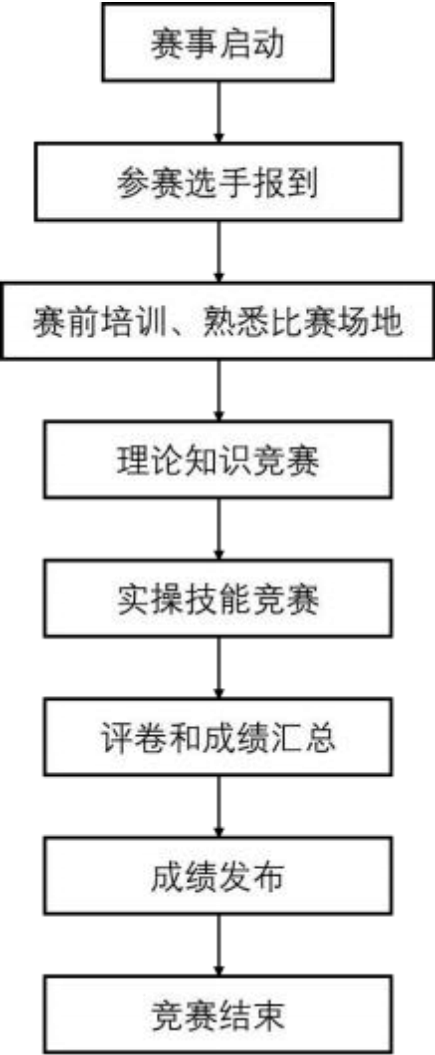 赛事启动
参赛选手报到
赛前培训、熟悉比赛场地
理论知识竞赛
实操技能竞赛
评卷和成绩汇总
成绩发布
竞赛结束